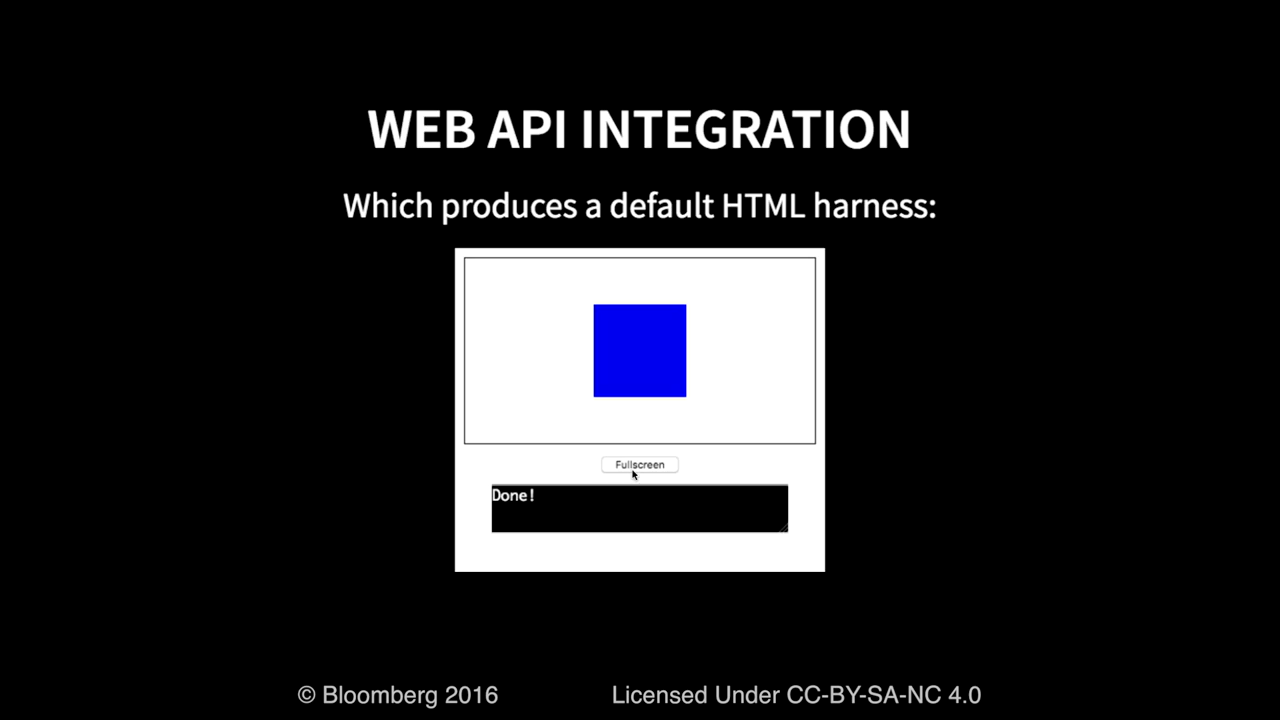 WEB API INTEGRATION
Which produces a default HTML harness:
Fullscreen
Done!
© Bloomberg 2016
Licensed Under CC-BY-SA-NC 4.0